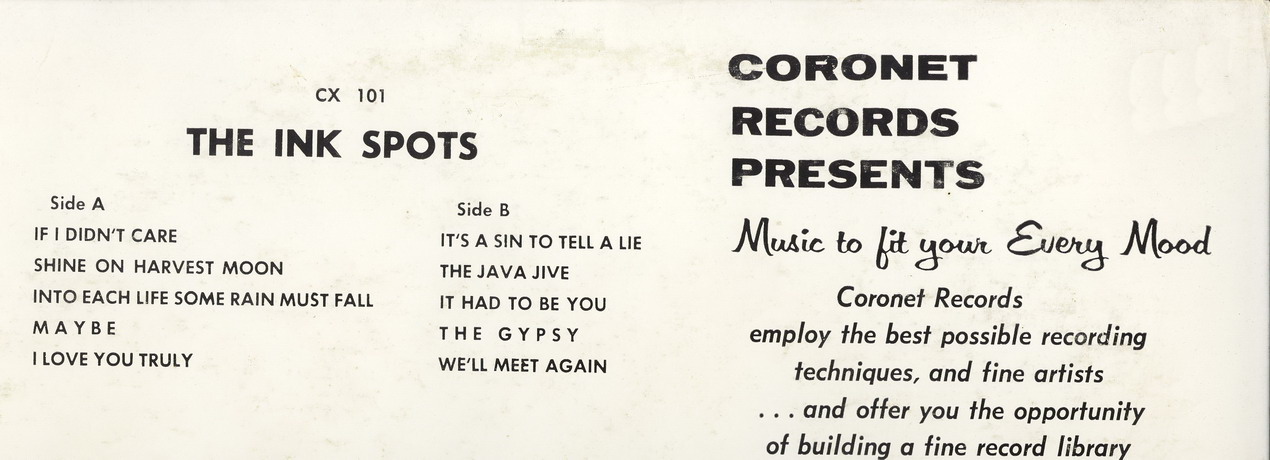 CX 101
THE INK SPOTS
Side A
IF I DIDN'T CARE
SHINE ON HARVEST MOON
INTO EACH LIFE SOME RAIN MUST FALL
MAYBE
I LOVE YOU TRULY
Side B
IT'S A SIN TO TELL A LIE
THE JAVA JIVE
IT HAD TO BE YOU
THE GYPSY
WE'LL MEET AGAIN
CORONET
RECORDS
PRESENTS
Music to fit your Every Mood
Coronet Records
employ the best possible recording
techniques, and fine artists
. . . and offer you the opportunity
of building a fine record library